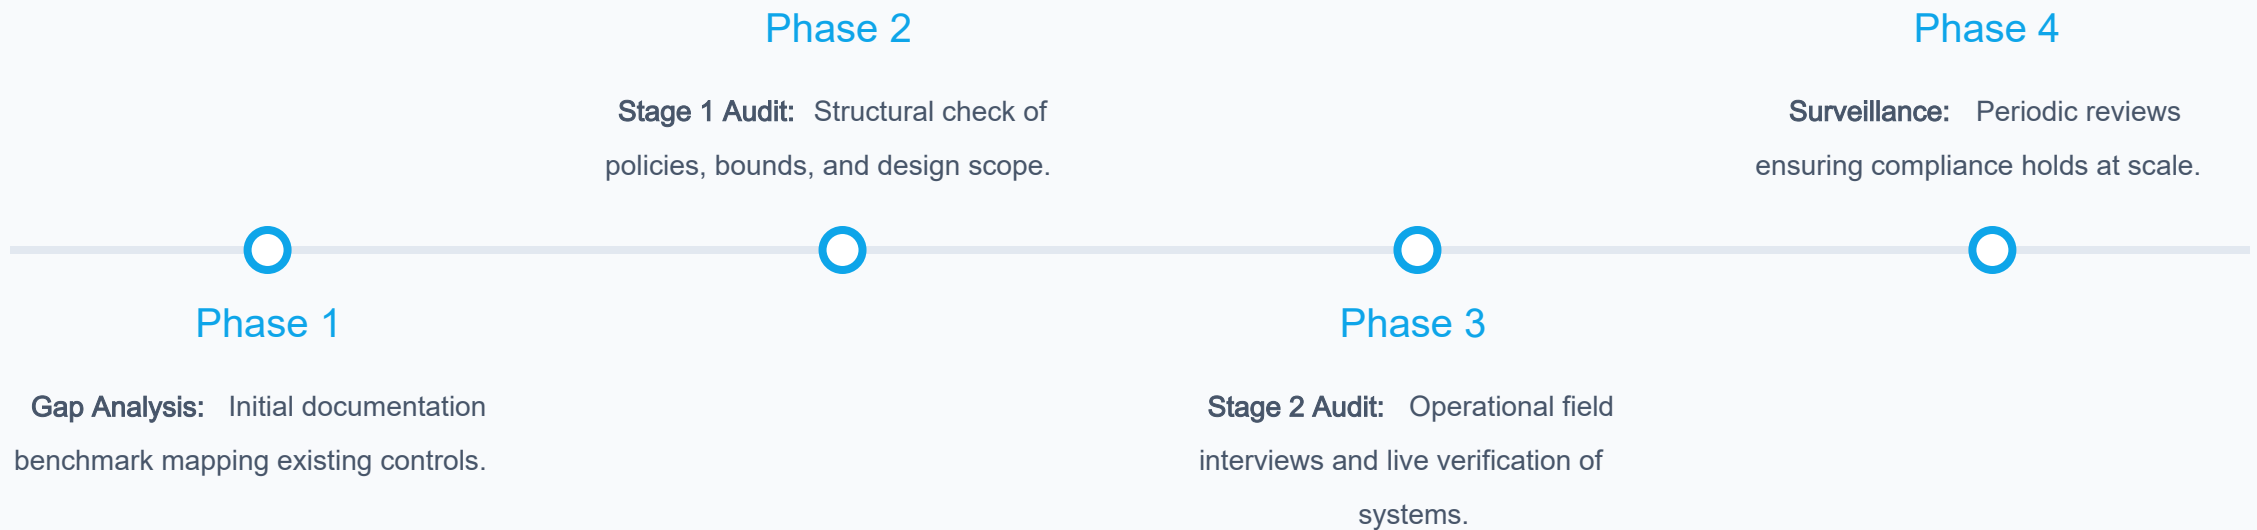 Phase 1
Gap Analysis: Initial documentation
benchmark mapping existing controls.
Phase 2
Stage 1 Audit: Structural check of
policies, bounds, and design scope.
Phase 3
Stage 2 Audit: Operational field
interviews and live verification of
systems.
Phase 4
Surveillance: Periodic reviews
ensuring compliance holds at scale.